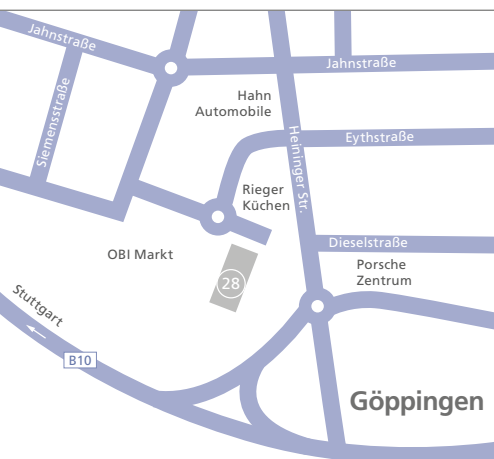 Jahnstraße
Jahnstraße
Siemensstraße
Hahn
Automobile
Heininger Str.
Eythstraße
Rieger
Küchen
OBI Markt
Dieselstraße
Porsche
Zentrum
28
Stuttgart
B10
Göppingen